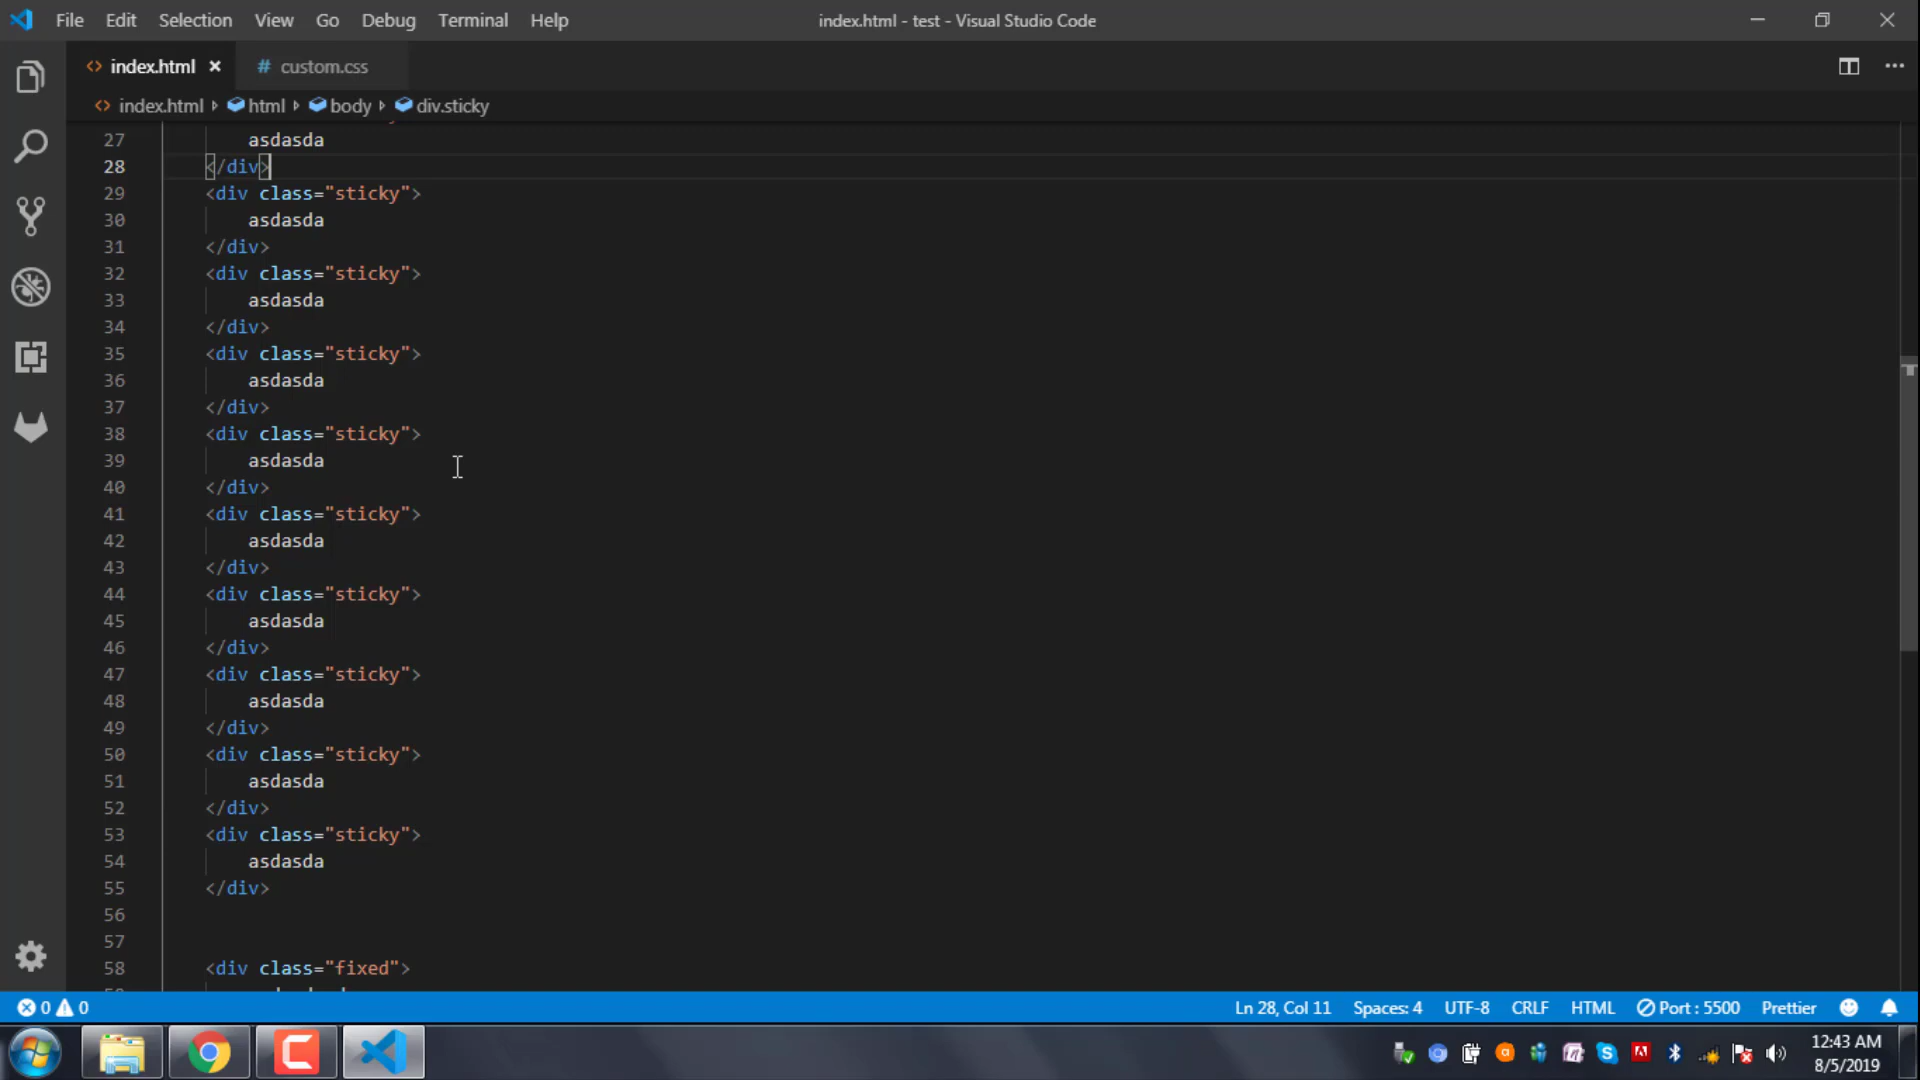 File Edit Selection View Go Debug Terminal Help index.html - test - Visual Studio Code
index.html # custom.css
index.html html body div.sticky
27 asdasda
28 </div>
29 <div class="sticky">
30 asdasda
31 </div>
32 <div class="sticky">
33 asdasda
34 </div>
35 <div class="sticky">
36 asdasda
37 </div>
38 <div class="sticky">
39 asdasda
40 </div>
41 <div class="sticky">
42 asdasda
43 </div>
44 <div class="sticky">
45 asdasda
46 </div>
47 <div class="sticky">
48 asdasda
49 </div>
50 <div class="sticky">
51 asdasda
52 </div>
53 <div class="sticky">
54 asdasda
55 </div>
56
57
58 <div class="fixed">
0 0 Ln 28, Col 11 Spaces: 4 UTF-8 CRLF HTML Port : 5500 Prettier
12:43 AM
8/5/2019